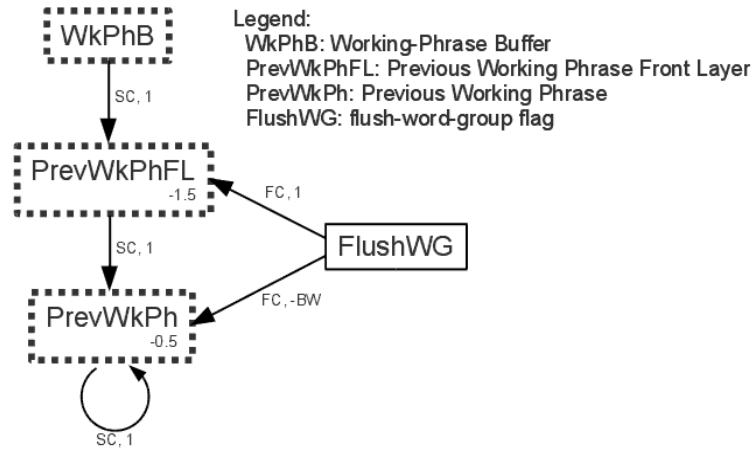 WkPhB
Legend:
WkPhB: Working-Phrase Buffer
PrevWkPhFL: Previous Working Phrase Front Layer
PrevWkPh: Previous Working Phrase
FlushWG: flush-word-group flag
SC, 1
PrevWkPhFL
-1.5
FC, 1
SC, 1
FlushWG
FC, -BW
PrevWkPh
-0.5
SC, 1